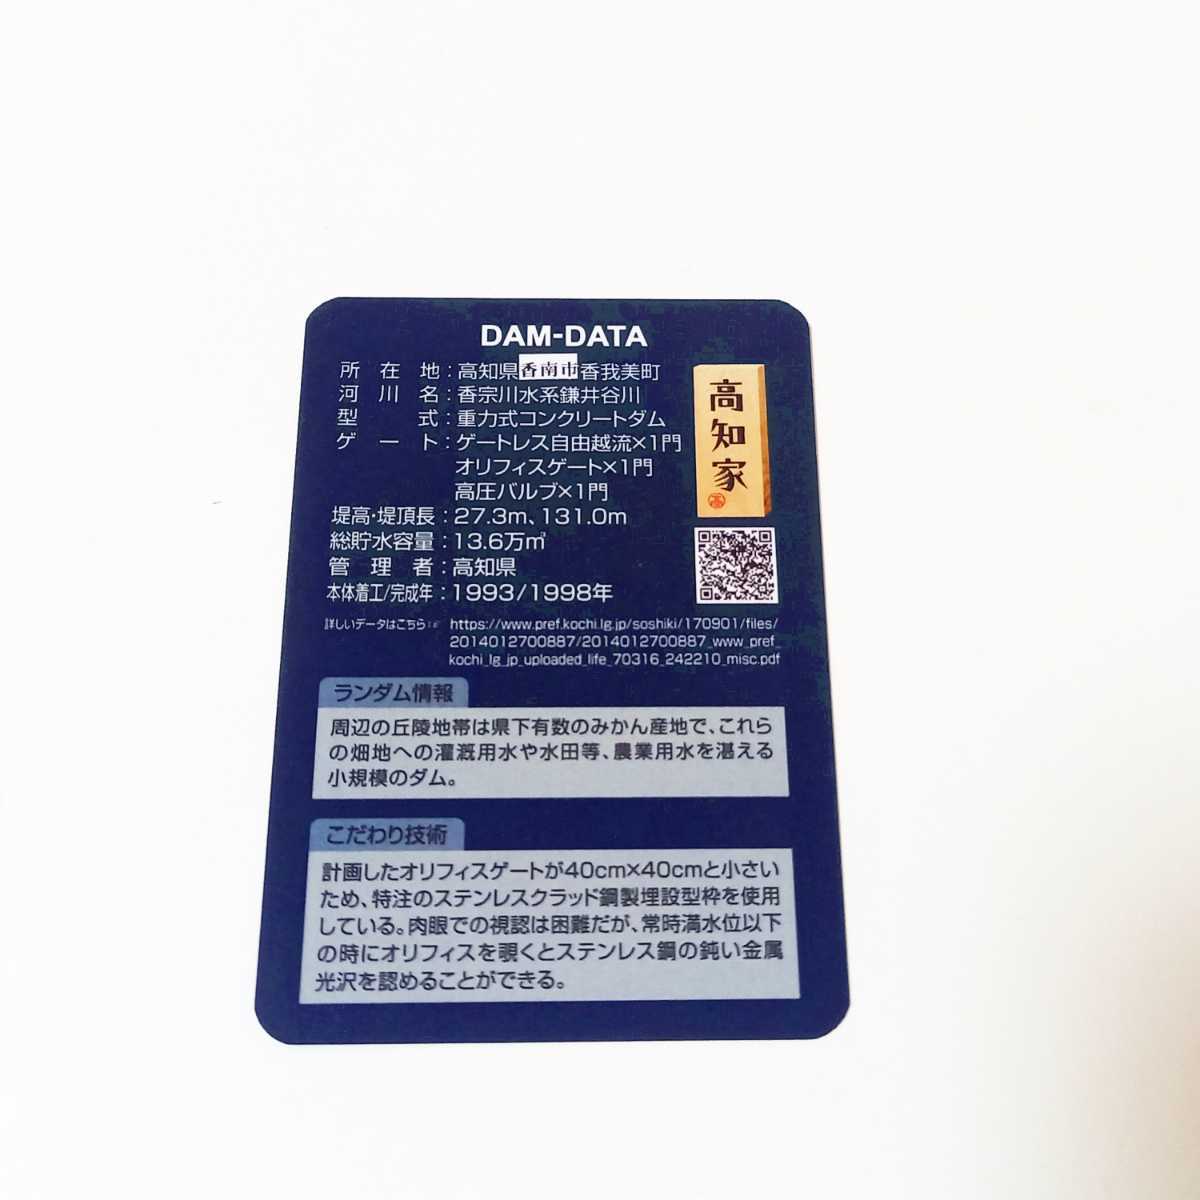 DAM-DATA
所在地:高知県香南市香我美町
河川名:香宗川水系鎌井谷川
型式:重力式コンクリートダム
ゲート:ゲートレス自由越流×1門
オリフィスゲート×1門
高圧バルブ×1門
堤高・堤頂長:27.3m、131.0m
総貯水容量:13.6万㎥
管理者:高知県
本体着工/完成年:1993/1998年
詳しいデータはこちら:☞ https://www.pref.kochi.lg.jp/soshiki/170901/files/
2014012700887/2014012700887_www_pref_
kochi_lg_jp_uploaded_life_70316_242210_misc.pdf
高知家
高
ランダム情報
周辺の丘陵地帯は県下有数のみかん産地で、これら
の畑地への灌漑用水や水田等、農業用水を湛える
小規模のダム。
こだわり技術
計画したオリフィスゲートが40cm×40cmと小さい
ため、特注のステンレスクラッド鋼製埋設型枠を使用
している。肉眼での視認は困難だが、常時満水位以下
の時にオリフィスを覗くとステンレス鋼の鈍い金属
光沢を認めることができる。